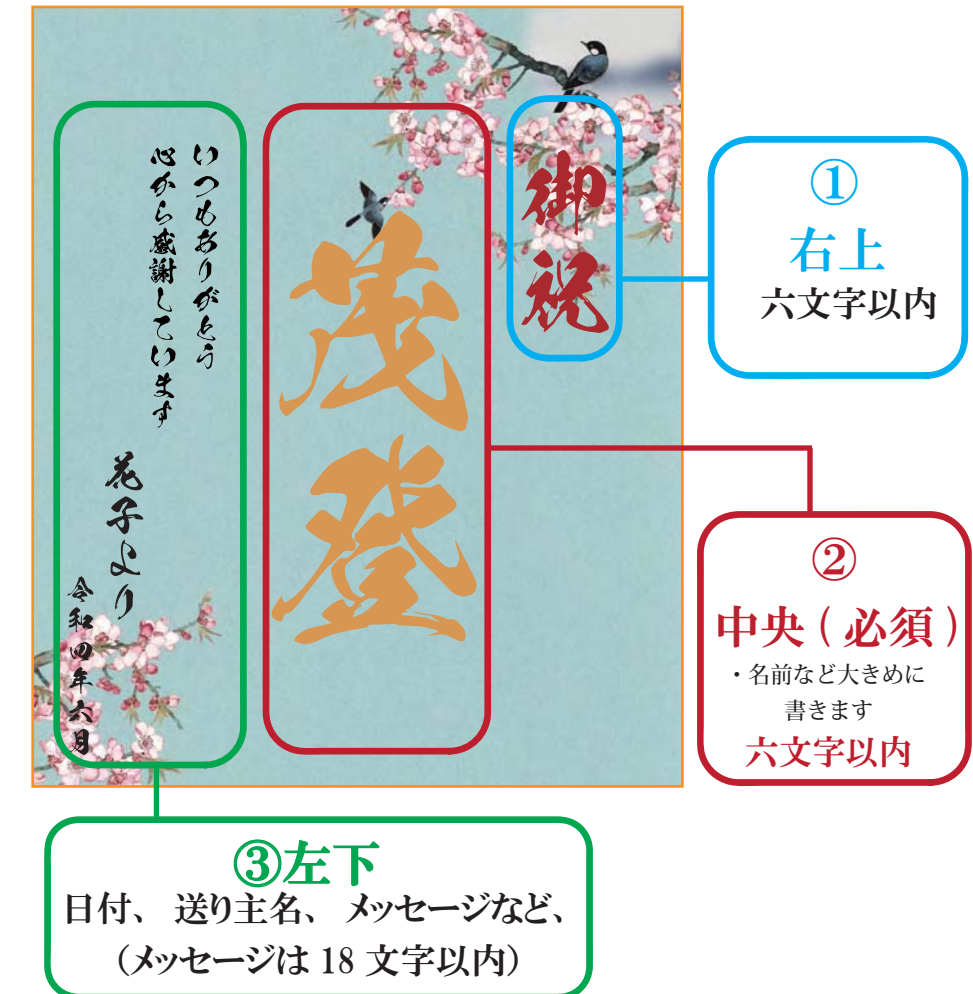 御祝
茂登
いつもありがとう
心から感謝しています
花子より
令和四年六月
①
右上
六文字以内
②
中央(必須)
・名前など大きめに
書きます
六文字以内
③左下
日付、送り主名、メッセージなど、
(メッセージは 18 文字以内)